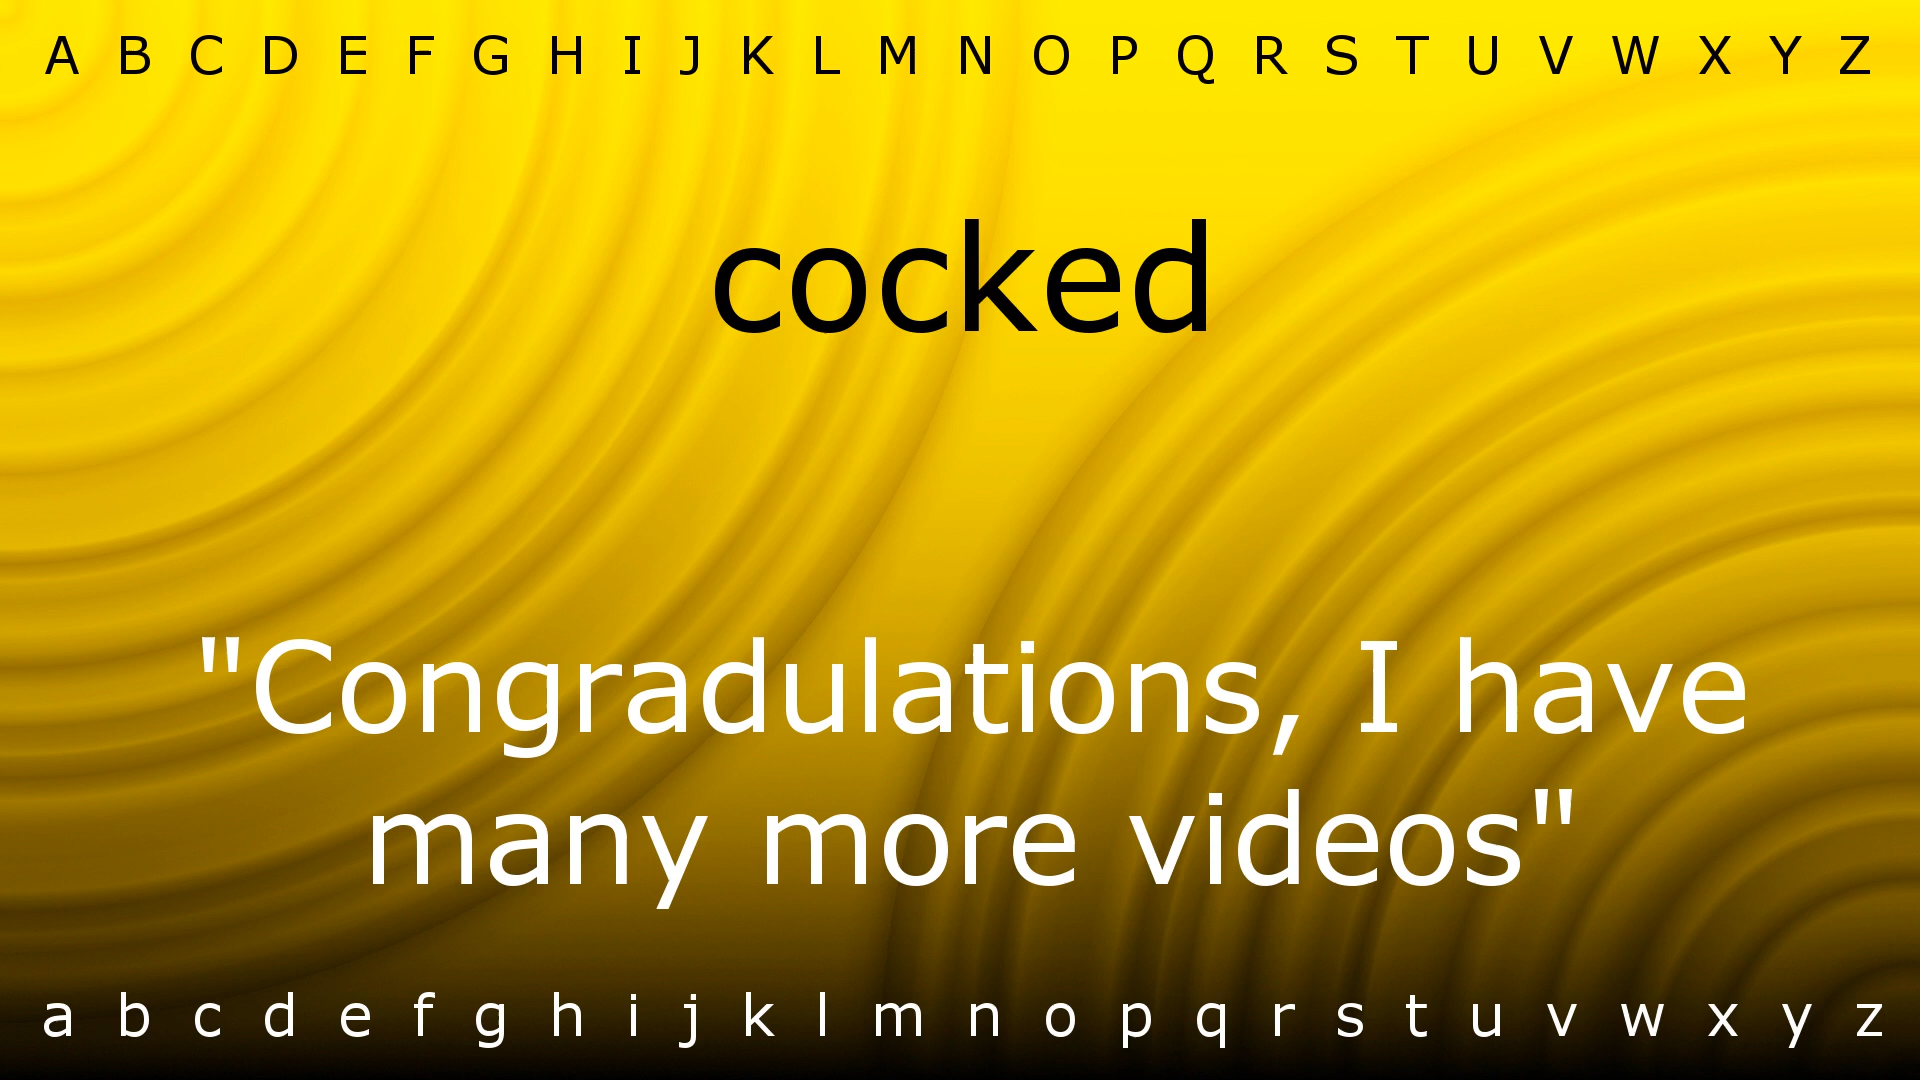 A B C D E F G H I J K L M N O P Q R S T U V W X Y Z
cocked
"Congradulations, I have
many more videos"
a b c d e f g h i j k l m n o p q r s t u v w x y z